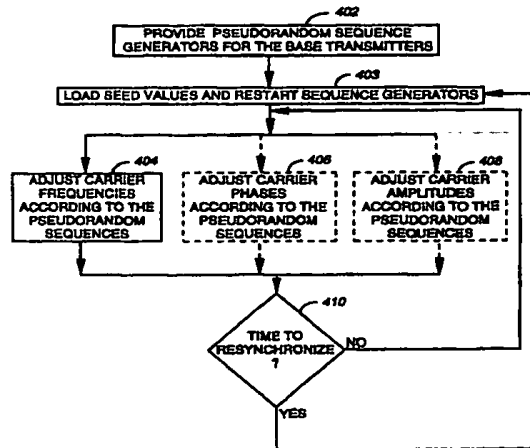 402
PROVIDE PSEUDORANDOM SEQUENCE
GENERATORS FOR THE BASE TRANSMITTERS
403
LOAD SEED VALUES AND RESTART SEQUENCE GENERATORS
404
ADJUST CARRIER
FREQUENCIES
ACCORDING TO THE
PSEUDORANDOM
SEQUENCES
406
ADJUST CARRIER
PHASES
ACCORDING TO THE
PSEUDORANDOM
SEQUENCES
408
ADJUST CARRIER
AMPLITUDES
ACCORDING TO THE
PSEUDORANDOM
SEQUENCES
410
TIME TO
RESYNCHRONIZE
?
NO
YES